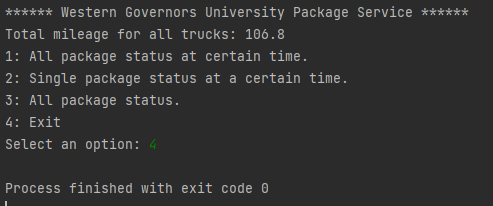 ****** Western Governors University Package Service ******
Total mileage for all trucks: 106.8
1: All package status at certain time.
2: Single package status at a certain time.
3: All package status.
4: Exit
Select an option: 4
Process finished with exit code 0